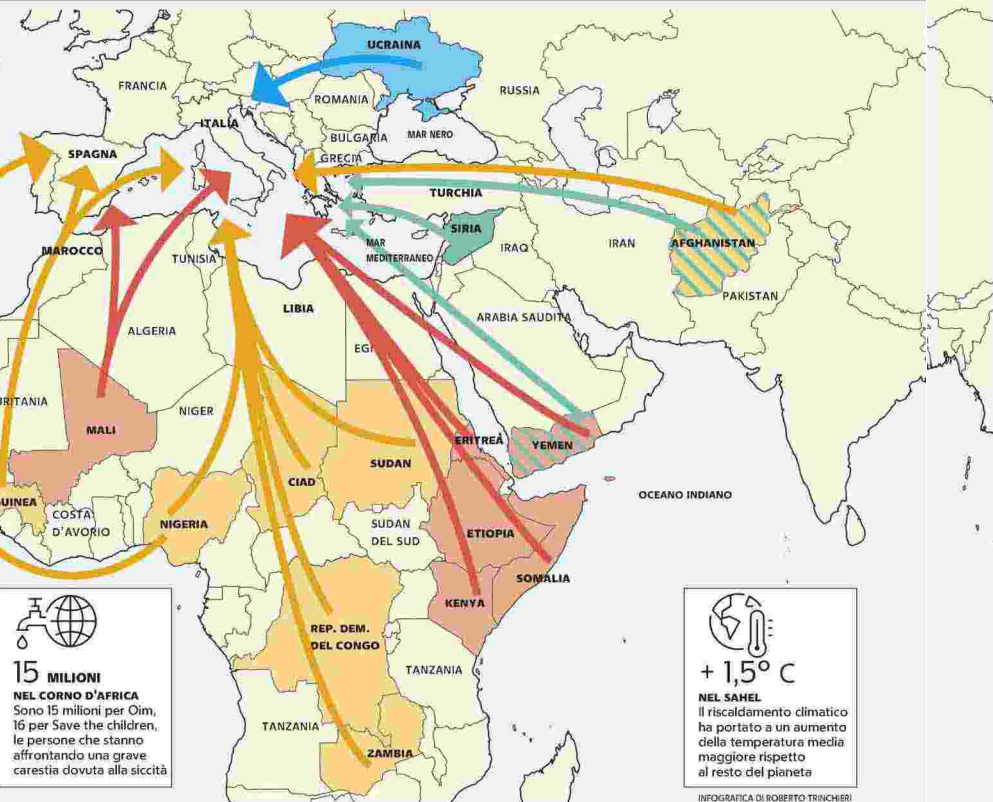 UCRAINA
FRANCIA
RUSSIA
ROMANIA
ITALIA
BULGARIA
MAR NERO
SPAGNA
GRECIA
TURCHIA
SIRIA
AFGHANISTAN
MAROCCO
TUNISIA
MAR
MEDITERRANEO
IRAQ
IRAN
PAKISTAN
LIBIA
ARABIA SAUDITA
ALGERIA
EGI
RITANIA
NIGER
MALI
ERITREA
YEMEN
SUDAN
CIAD
OCEANO INDIANO
UINEA
COSTA
D'AVORIO
NIGERIA
SUDAN
DEL SUD
ETIOPIA
SOMALIA
KENYA
REP. DEM.
DEL CONGO
TANZANIA
TANZANIA
ZAMBIA
15 MILIONI
NEL CORNO D'AFRICA
Sono 15 milioni per Oim,
16 per Save the children,
le persone che stanno
affrontando una grave
carestia dovuta alla siccità
+ 1,5° C
NEL SAHEL
Il riscaldamento climatico
ha portato a un aumento
della temperatura media
maggiore rispetto
al resto del pianeta
INFOGRAFICA DI ROBERTO TRINCHIERI